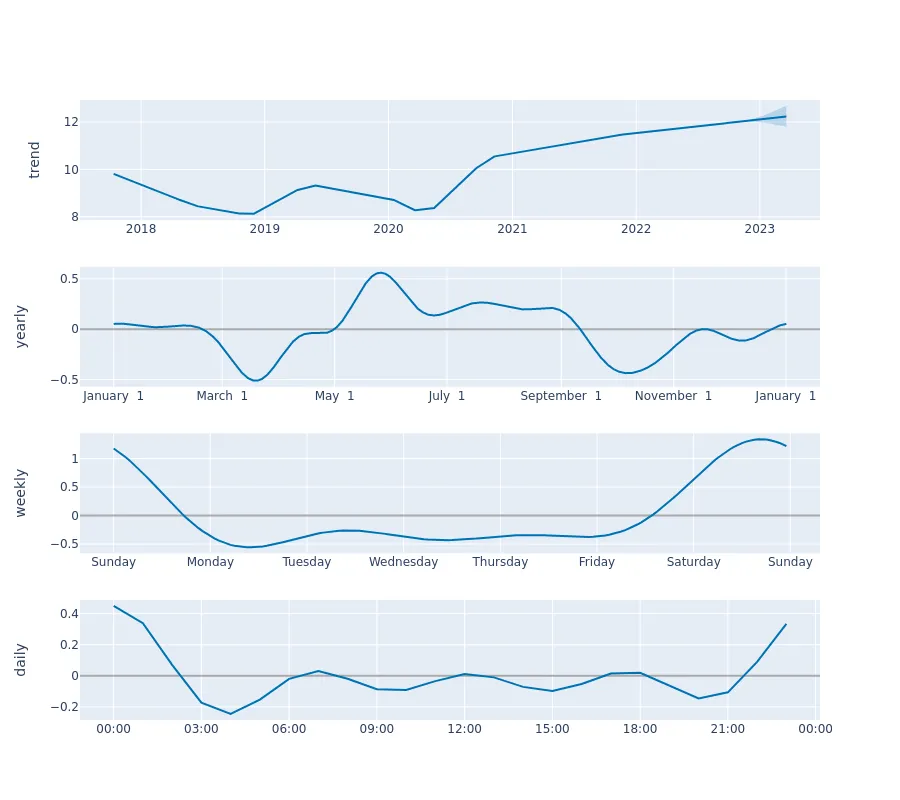 trend
12
10
8
2018 2019 2020 2021 2022 2023
yearly
0.5
0
−0.5
January 1 March 1 May 1 July 1 September 1 November 1 January 1
weekly
1
0.5
0
−0.5
Sunday Monday Tuesday Wednesday Thursday Friday Saturday Sunday
daily
0.4
0.2
0
−0.2
00:00 03:00 06:00 09:00 12:00 15:00 18:00 21:00 00:00